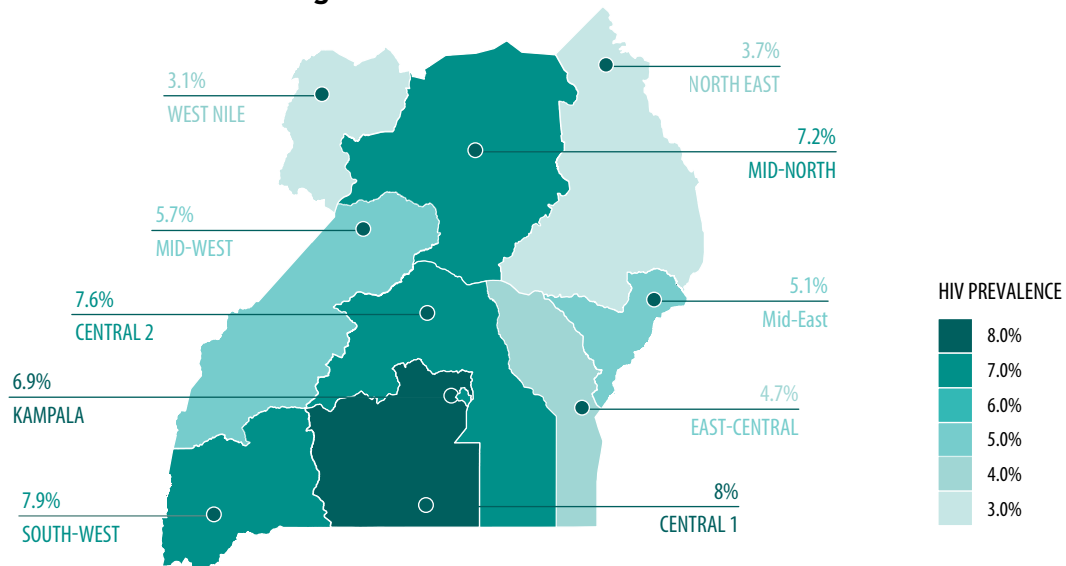 3.7%
NORTH EAST
3.1%
WEST NILE
7.2%
MID-NORTH
5.7%
MID-WEST
7.6%
CENTRAL 2
5.1%
Mid-East
6.9%
KAMPALA
4.7%
EAST-CENTRAL
7.9%
SOUTH-WEST
8%
CENTRAL 1
HIV PREVALENCE
8.0%
7.0%
6.0%
5.0%
4.0%
3.0%